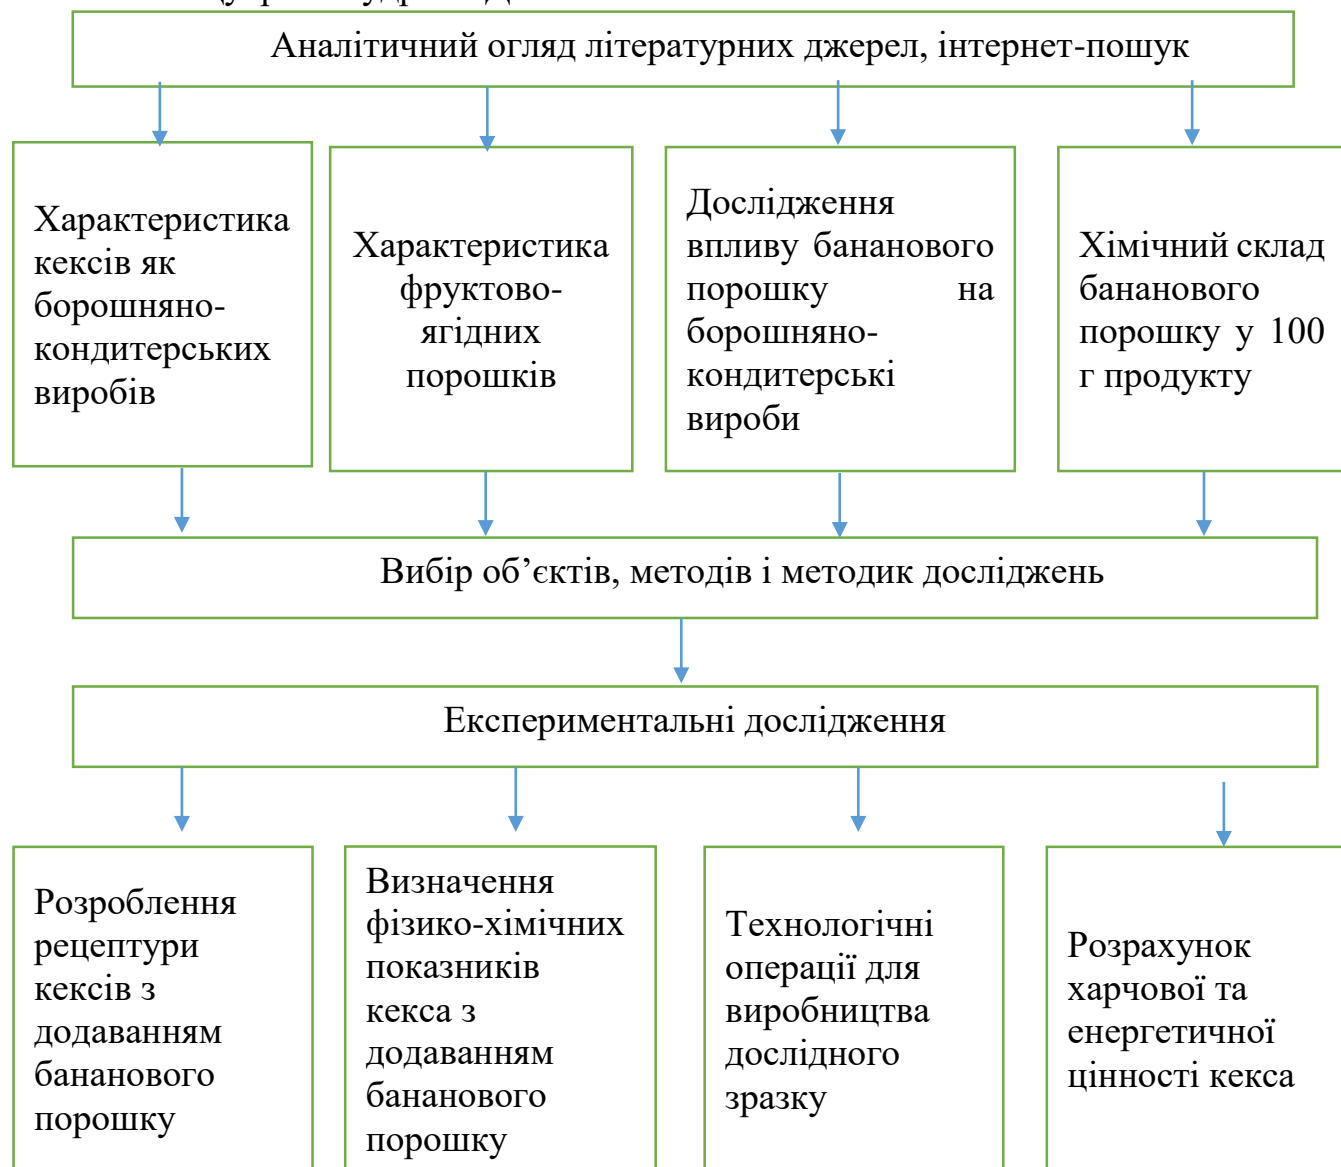 Аналітичний огляд літературних джерел, інтернет-пошук
Характеристика
кексів як
борошняно-
кондитерських
виробів
Характеристика
фруктово-
ягідних
порошків
Дослідження
впливу бананового
порошку на
борошняно-
кондитерські
вироби
Хімічний склад
бананового
порошку у 100
г продукту
Вибір об’єктів, методів і методик досліджень
Експериментальні дослідження
Розроблення
рецептури
кексів з
додаванням
бананового
порошку
Визначення
фізико-хімічних
показників
кекса з
додаванням
бананового
порошку
Технологічні
операції для
виробництва
дослідного
зразку
Розрахунок
харчової та
енергетичної
цінності кекса